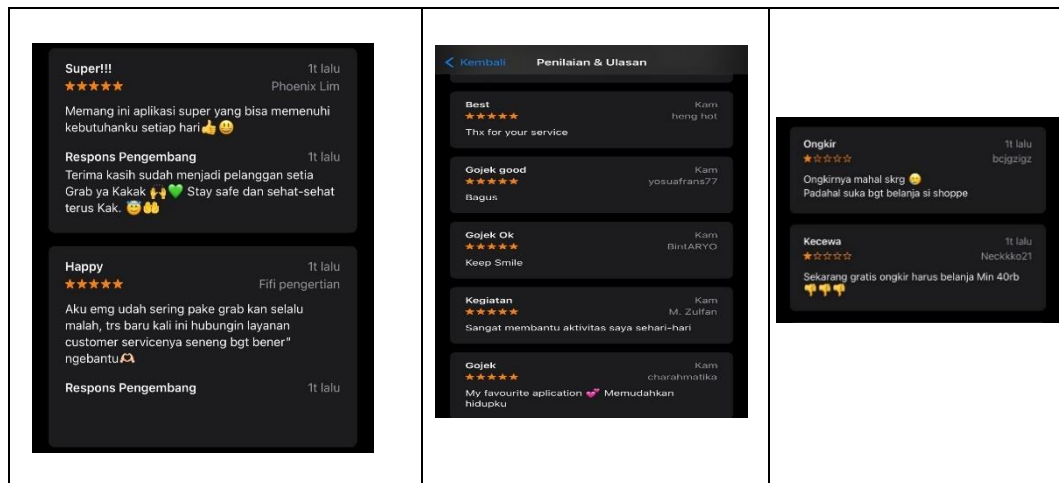 Super!!! 1t lalu
★★★★★ Phoenix Lim
Memang ini aplikasi super yang bisa memenuhi
kebutuhanku setiap hari👍😃
Respons Pengembang 1t lalu
Terima kasih sudah menjadi pelanggan setia
Grab ya Kakak 🙌💚 Stay safe dan sehat-sehat
terus Kak. 😇🤲
Happy 1t lalu
★★★★★ Fifi pengertian
Aku emg udah sering pake grab kan selalu
malah, trs baru kali ini hubungin layanan
customer servicenya seneng bgt bener"
ngebantu🫶🏻
Respons Pengembang 1t lalu
Kembali Penilaian & Ulasan
Best Kam
★★★★★ heng hot
Thx for your service
Gojek good Kam
★★★★★ yosuafrans77
Bagus
Gojek Ok Kam
★★★★★ BintARYO
Keep Smile
Kegiatan Kam
★★★★★ M. Zulfan
Sangat membantu aktivitas saya sehari-hari
Gojek Kam
★★★★★ charahmatika
My favourite aplication 💞 Memudahkan
hidupku
Ongkir 1t lalu
★☆☆☆☆ bcjgzigz
Ongkirnya mahal skrg 😑
Padahal suka bgt belanja si shoppe
Kecewa 1t lalu
★☆☆☆☆ Neckkko21
Sekarang gratis ongkir harus belanja Min 40rb
👎👎👎